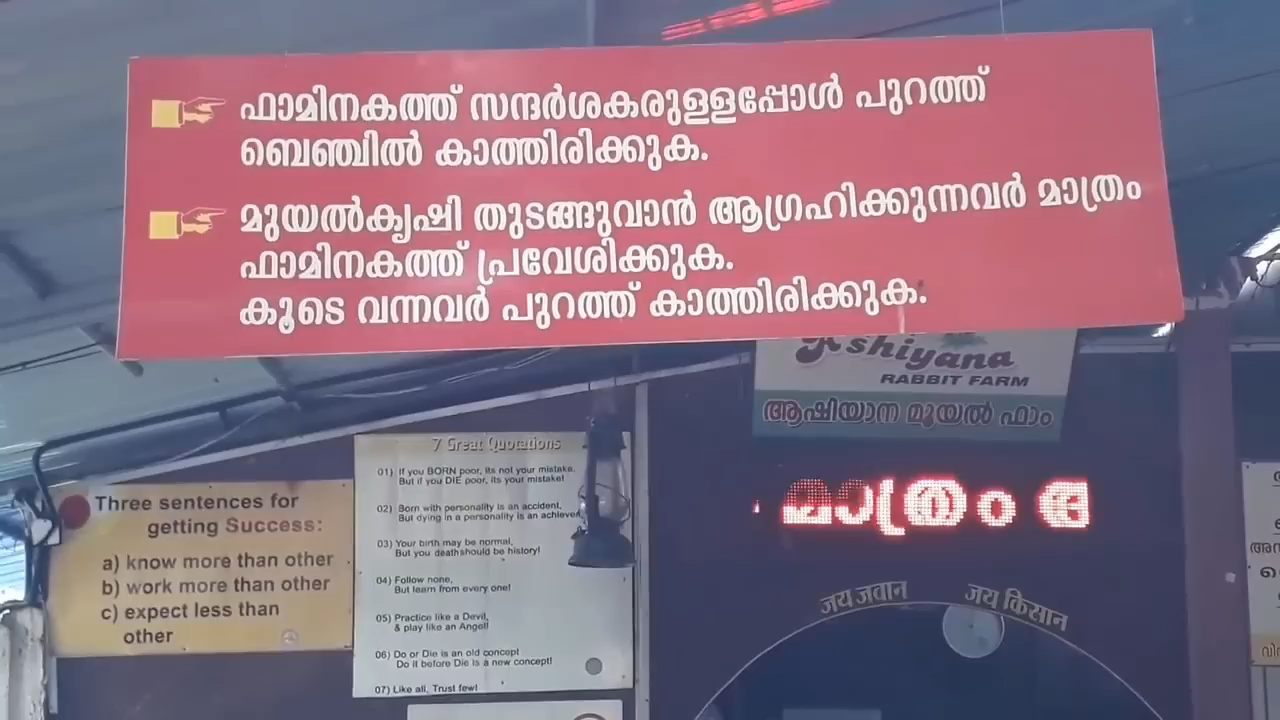 ഫാമിനകത്ത് സന്ദർശകരുളളപ്പോൾ പുറത്ത്
ബെഞ്ചിൽ കാത്തിരിക്കുക.
മുയൽകൃഷി തുടങ്ങുവാൻ ആഗ്രഹിക്കുന്നവർ മാത്രം
ഫാമിനകത്ത് പ്രവേശിക്കുക.
കൂടെ വന്നവർ പുറത്ത് കാത്തിരിക്കുക.
Ashiyana
RABBIT FARM
ആഷിയാന മുയൽ ഫാം
മാത്രം
जय जवान
जय किसान
Three sentences for
getting Success:
a) know more than other
b) work more than other
c) expect less than
other
7 Great Quotations
01) If you BORN poor, its not your mistake.
But if you DIE poor, its your mistake!
02) Born with personality is an accident,
But dying in a personality is an
03) Your birth may be normal,
But you death should be history!
04) Follow none,
But learn from every one!
05) Practice like a Devil,
& play like an Angel!
06) Do or Die is an old concept
Do it before Die is a new concept!
07) Like all, Trust few!